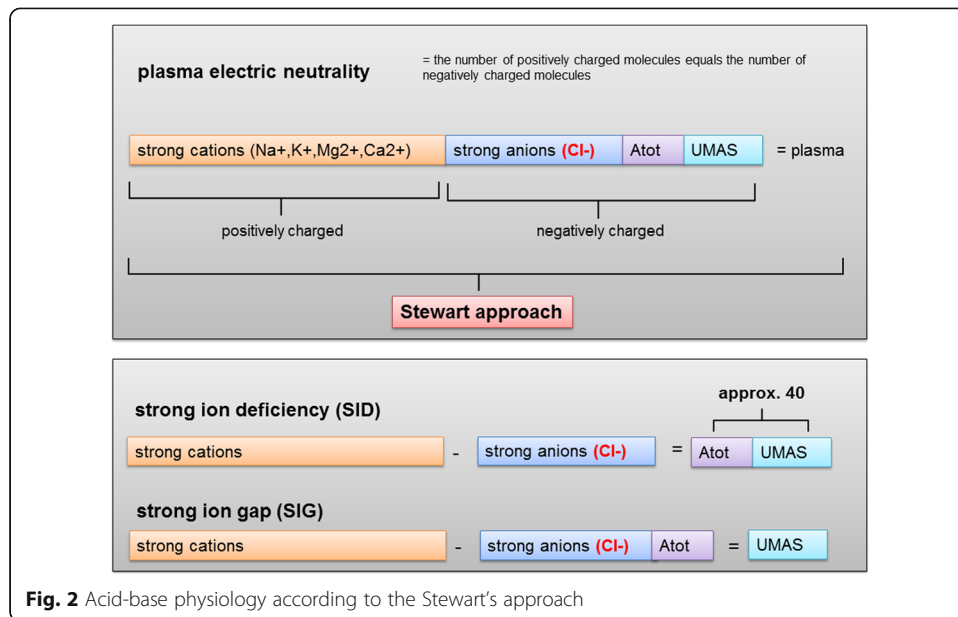 plasma electric neutrality
= the number of positively charged molecules equals the number of
negatively charged molecules
strong cations (Na+,K+,Mg2+,Ca2+) strong anions (Cl-) Atot UMAS = plasma
positively charged negatively charged
Stewart approach
approx. 40
strong ion deficiency (SID)
strong cations - strong anions (Cl-) = Atot UMAS
strong ion gap (SIG)
strong cations - strong anions (Cl-) Atot = UMAS
Fig. 2 Acid-base physiology according to the Stewart's approach